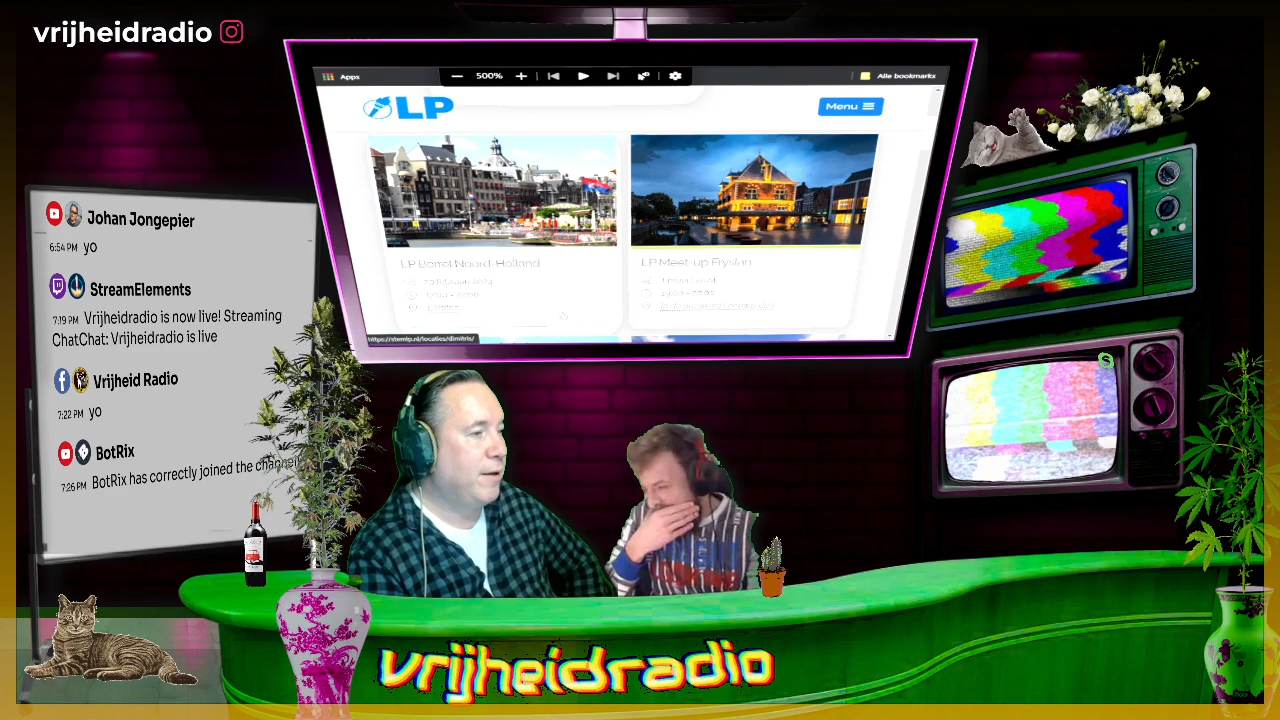 vrijheidradio
Apps
500%
Alle bookmarks
LP
Menu
LP Borrel Noord-Holland
LP Meet-up Fryslan
https://stemlp.nl/locaties/dimitris/
Johan Jongepier
6:54 PM yo
StreamElements
7:19 PM Vrijheidradio is now live! Streaming
ChatChat: Vrijheidradio is live
Vrijheid Radio
7:22 PM yo
BotRix
7:26 PM BotRix has correctly joined the channel
vrijheidradio